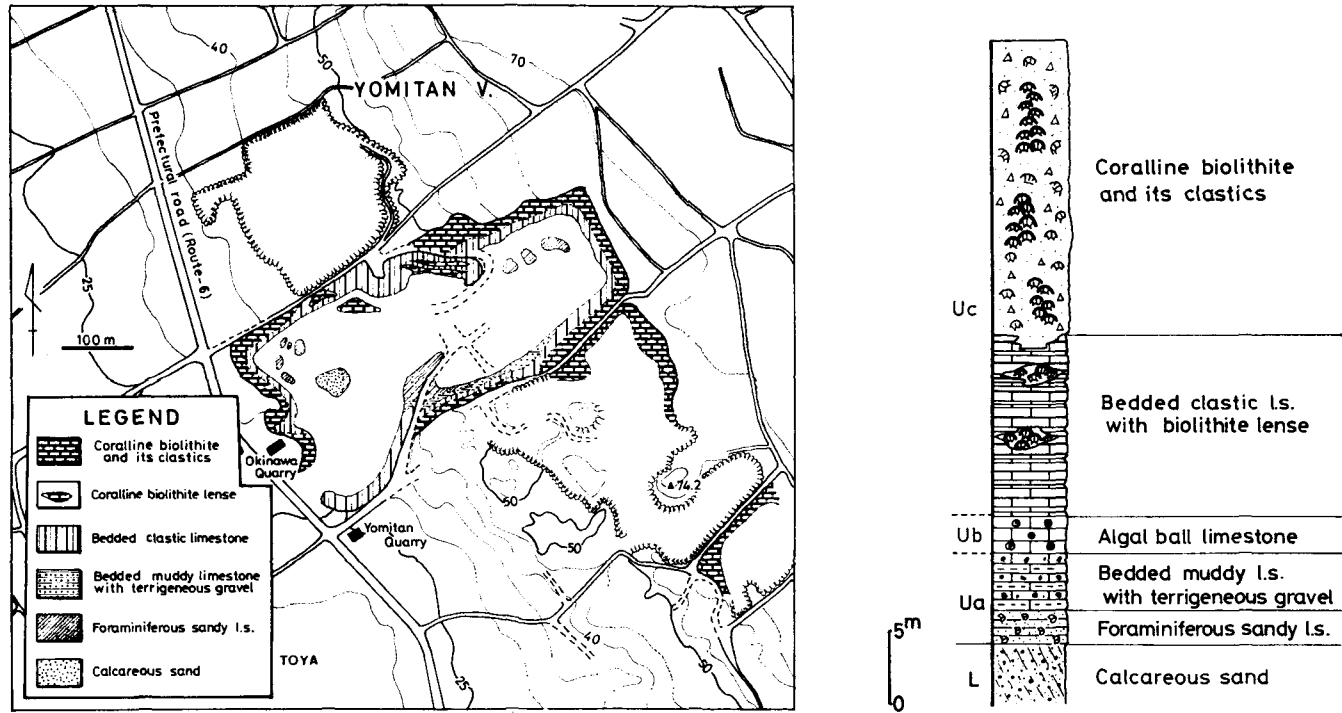 40
50
70
YOMITAN V.
Prefectural road (Route-6)
25
100 m
LEGEND
Coralline biolithite
and its clastics
Coralline biolithite lense
Bedded clastic limestone
Bedded muddy limestone
with terrigeneous gravel
Foraminiferous sandy l.s.
Calcareous sand
Okinawa
Quarry
Yomitan
Quarry
▲74.2
50
50
40
50
25
TOYA
Coralline biolithite
and its clastics
Uc
Bedded clastic l.s.
with biolithite lense
Ub
Algal ball limestone
Bedded muddy l.s.
with terrigeneous gravel
Ua
Foraminiferous sandy l.s.
5m
L
Calcareous sand
0